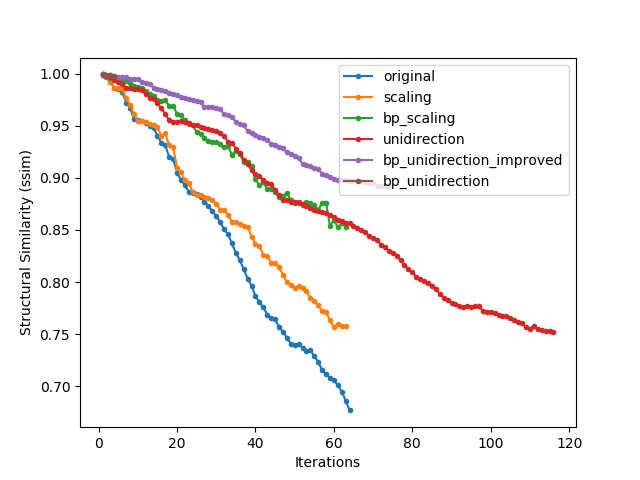 1.00
0.95
0.90
0.85
0.80
0.75
0.70
Structural Similarity (ssim)
original
scaling
bp_scaling
unidirection
bp_unidirection_improved
bp_unidirection
0 20 40 60 80 100 120
Iterations